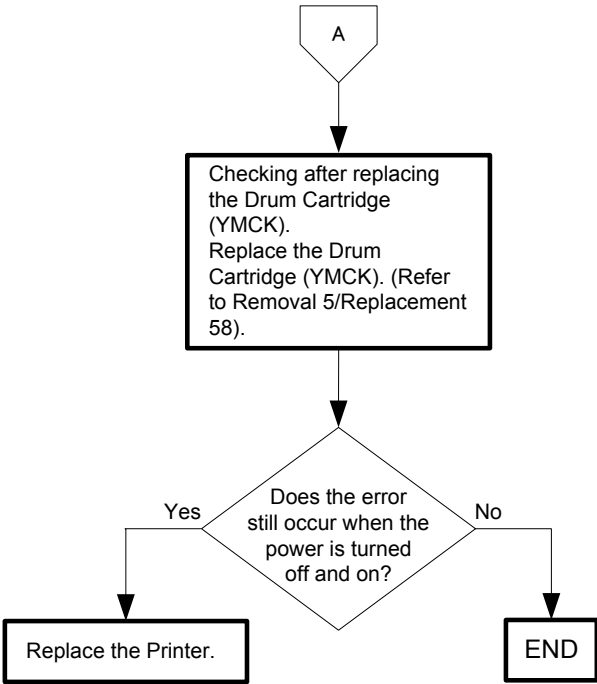 A
Checking after replacing
the Drum Cartridge
(YMCK).
Replace the Drum
Cartridge (YMCK). (Refer
to Removal 5/Replacement
58).
Does the error
still occur when the
power is turned
off and on?
Yes
No
Replace the Printer.
END